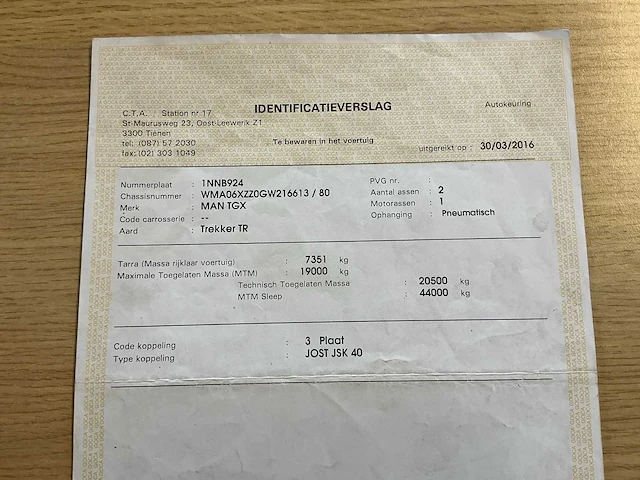 IDENTIFICATIEVERSLAG
Autokeuring
C.T.A. Station nr 17
St-Maurusweg 23, Oost-Leewerik Z1
3300 Tienen
tel: (087) 57 2030
fax: (02) 303 1049
Te bewaren in het voertuig
uitgereikt op : 30/03/2016
Nummerplaat : 1NNB924
PVG nr. :
Chassisnummer : WMA06XZZ0GW216613 / 80
Aantal assen : 2
Merk : MAN TGX
Motorassen : 1
Code carrosserie : --
Ophanging : Pneumatisch
Aard : Trekker TR
Tarra (Massa rijklaar voertuig) : 7351 kg
Maximale Toegelaten Massa (MTM) : 19000 kg
Technisch Toegelaten Massa : 20500 kg
MTM Sleep : 44000 kg
Code koppeling : 3 Plaat
Type koppeling : JOST JSK 40